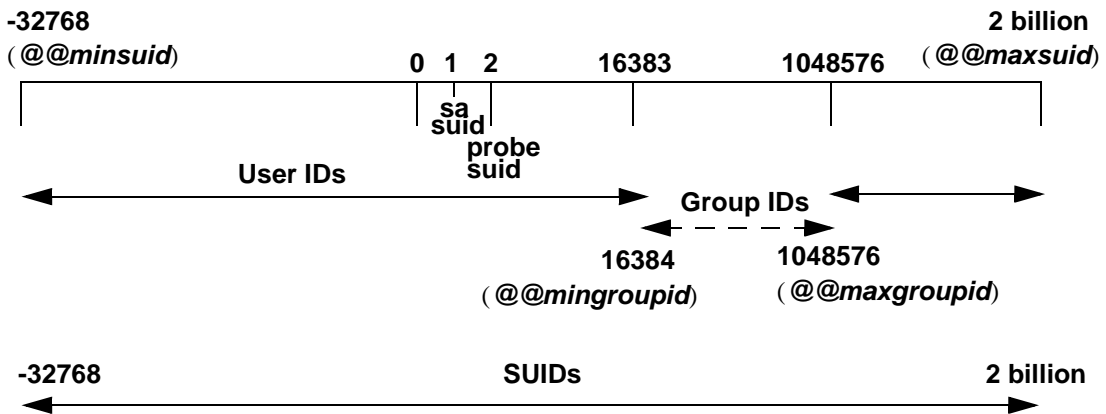 -32768
(@@minsuid)
2 billion
(@@maxsuid)
0 1 2 16383 1048576
sa
suid
probe
suid
User IDs
Group IDs
16384
(@@mingroupid)
1048576
(@@maxgroupid)
-32768 SUIDs 2 billion